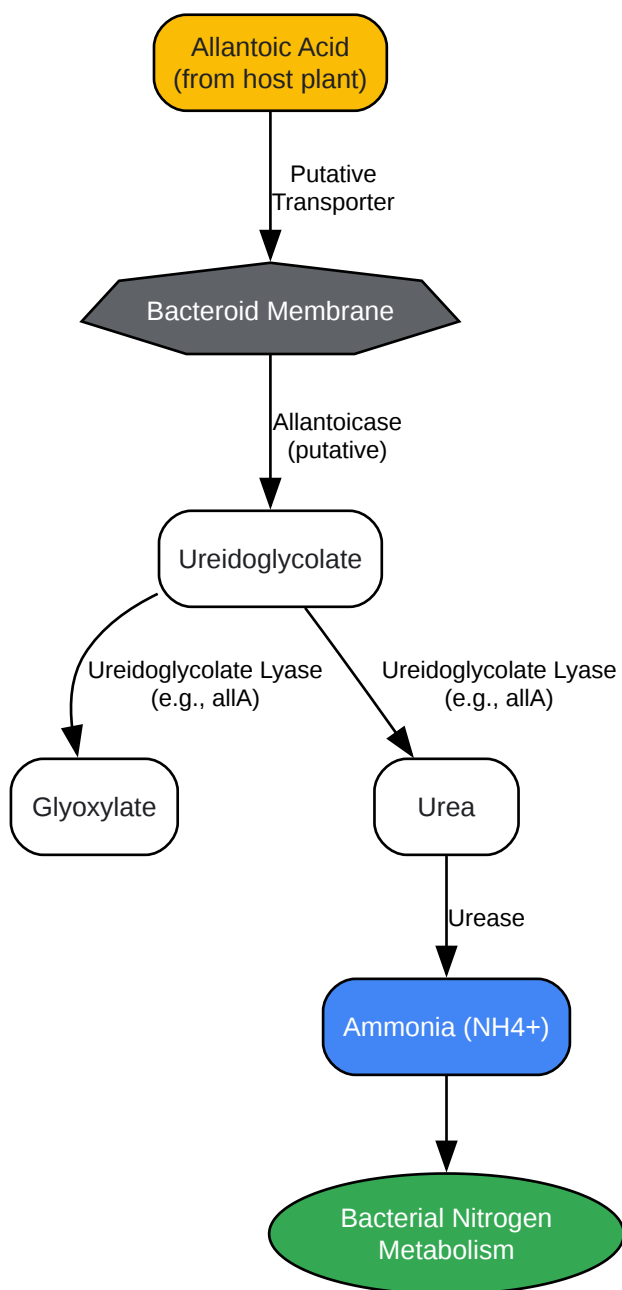 Allantoic Acid
(from host plant)
Putative
Transporter
Bacteroid Membrane
Allantoicase
(putative)
Ureidoglycolate
Ureidoglycolate Lyase
(e.g., allA)
Ureidoglycolate Lyase
(e.g., allA)
Glyoxylate
Urea
Urease
Ammonia (NH4+)
Bacterial Nitrogen
Metabolism